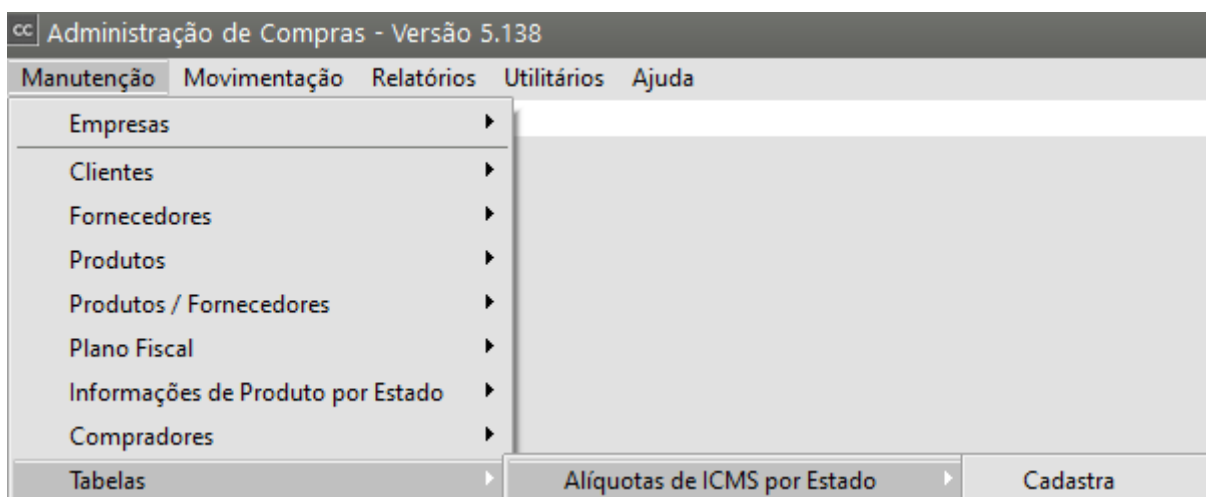 cc Administração de Compras - Versão 5.138
Manutenção Movimentação Relatórios Utilitários Ajuda
Empresas
Clientes
Fornecedores
Produtos
Produtos / Fornecedores
Plano Fiscal
Informações de Produto por Estado
Compradores
Tabelas Alíquotas de ICMS por Estado Cadastra